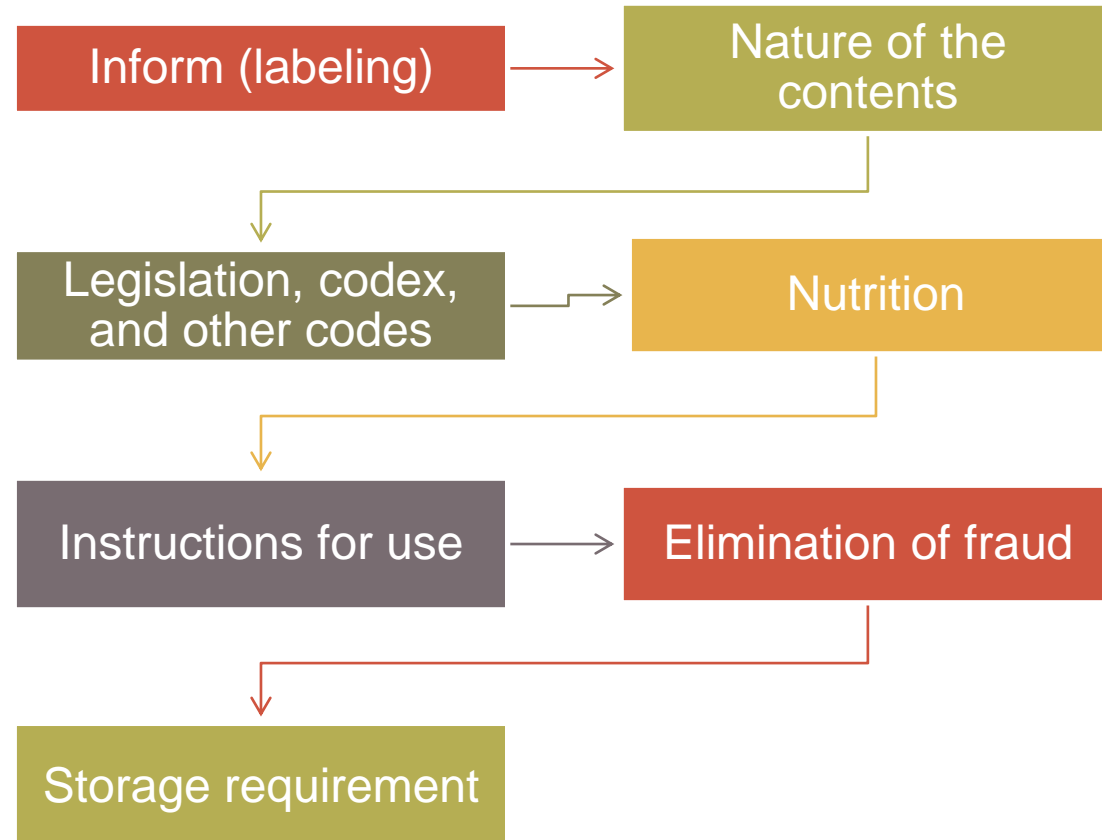 Inform (labeling)
Nature of the
contents
Legislation, codex,
and other codes
Nutrition
Instructions for use
Elimination of fraud
Storage requirement